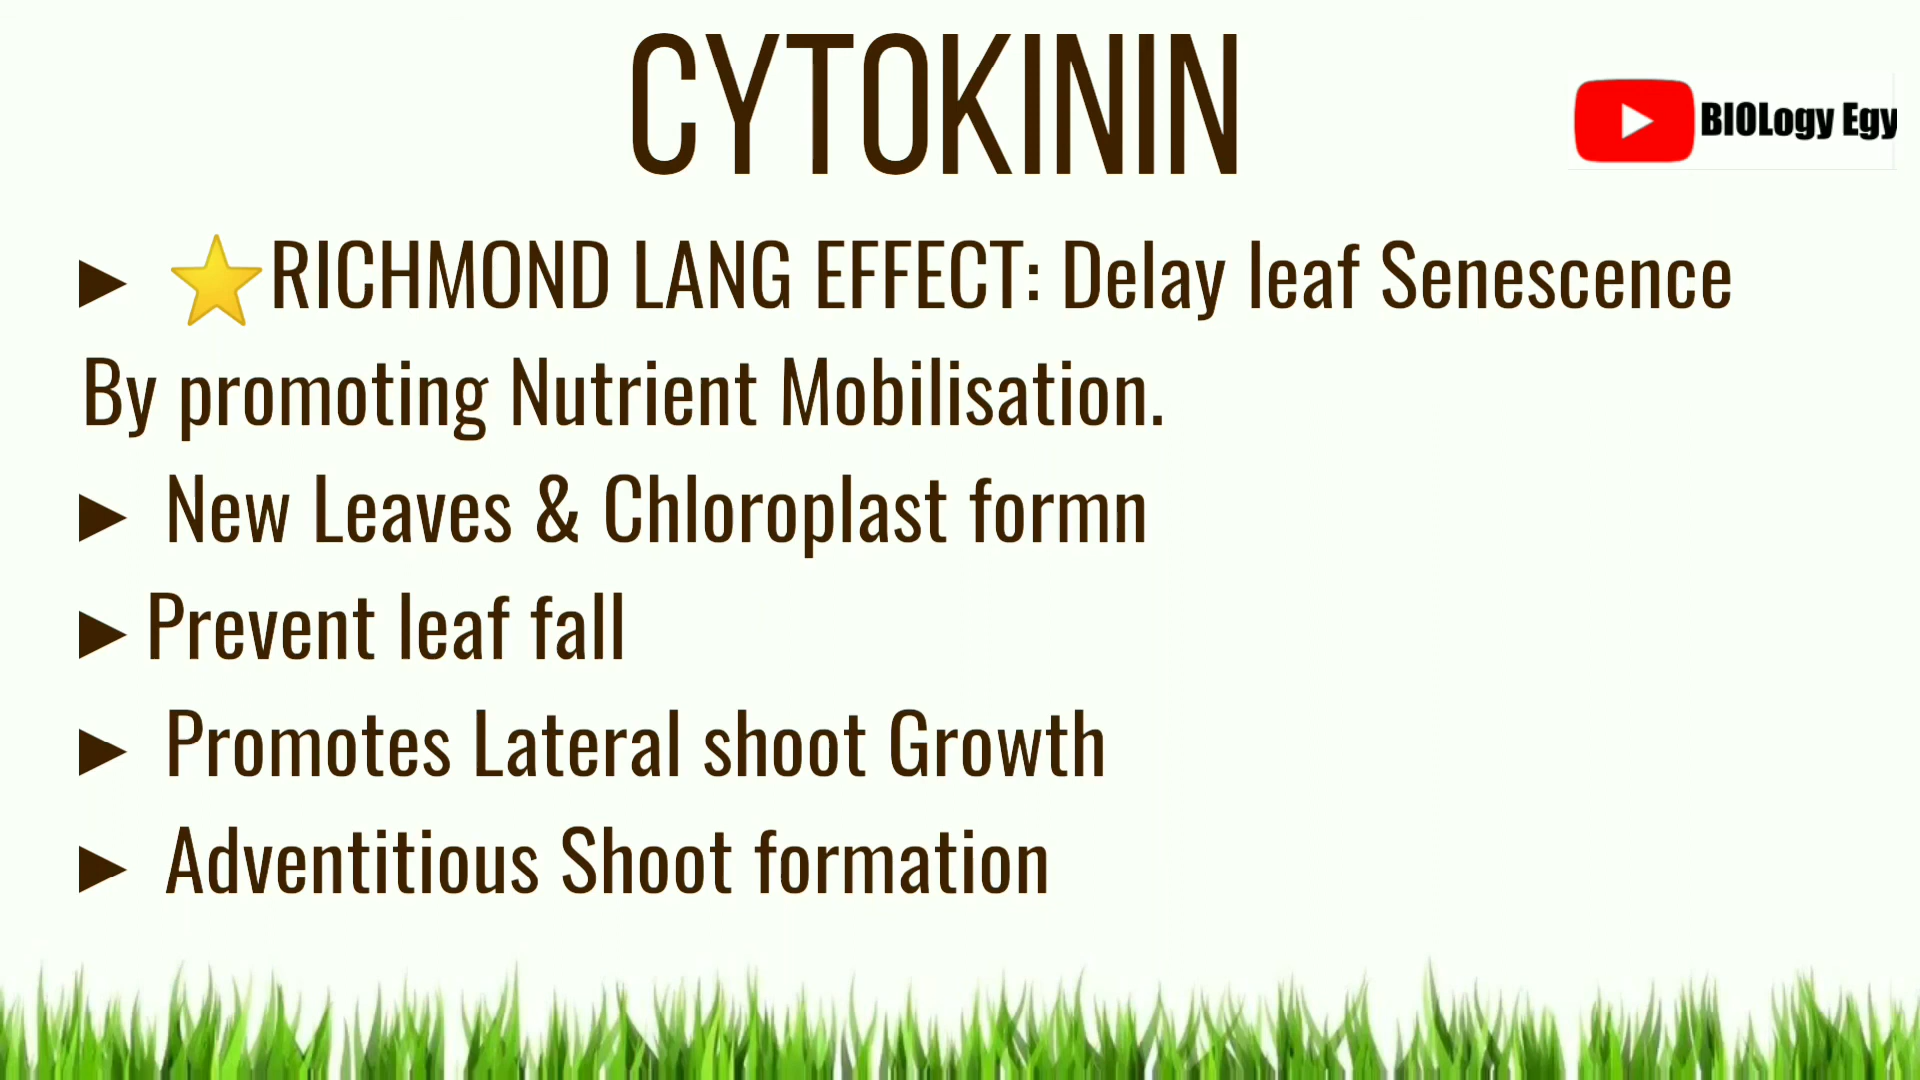 CYTOKININ
BIOLogy Egy
► ⭐RICHMOND LANG EFFECT: Delay leaf Senescence
By promoting Nutrient Mobilisation.
► New Leaves & Chloroplast formn
► Prevent leaf fall
► Promotes Lateral shoot Growth
► Adventitious Shoot formation